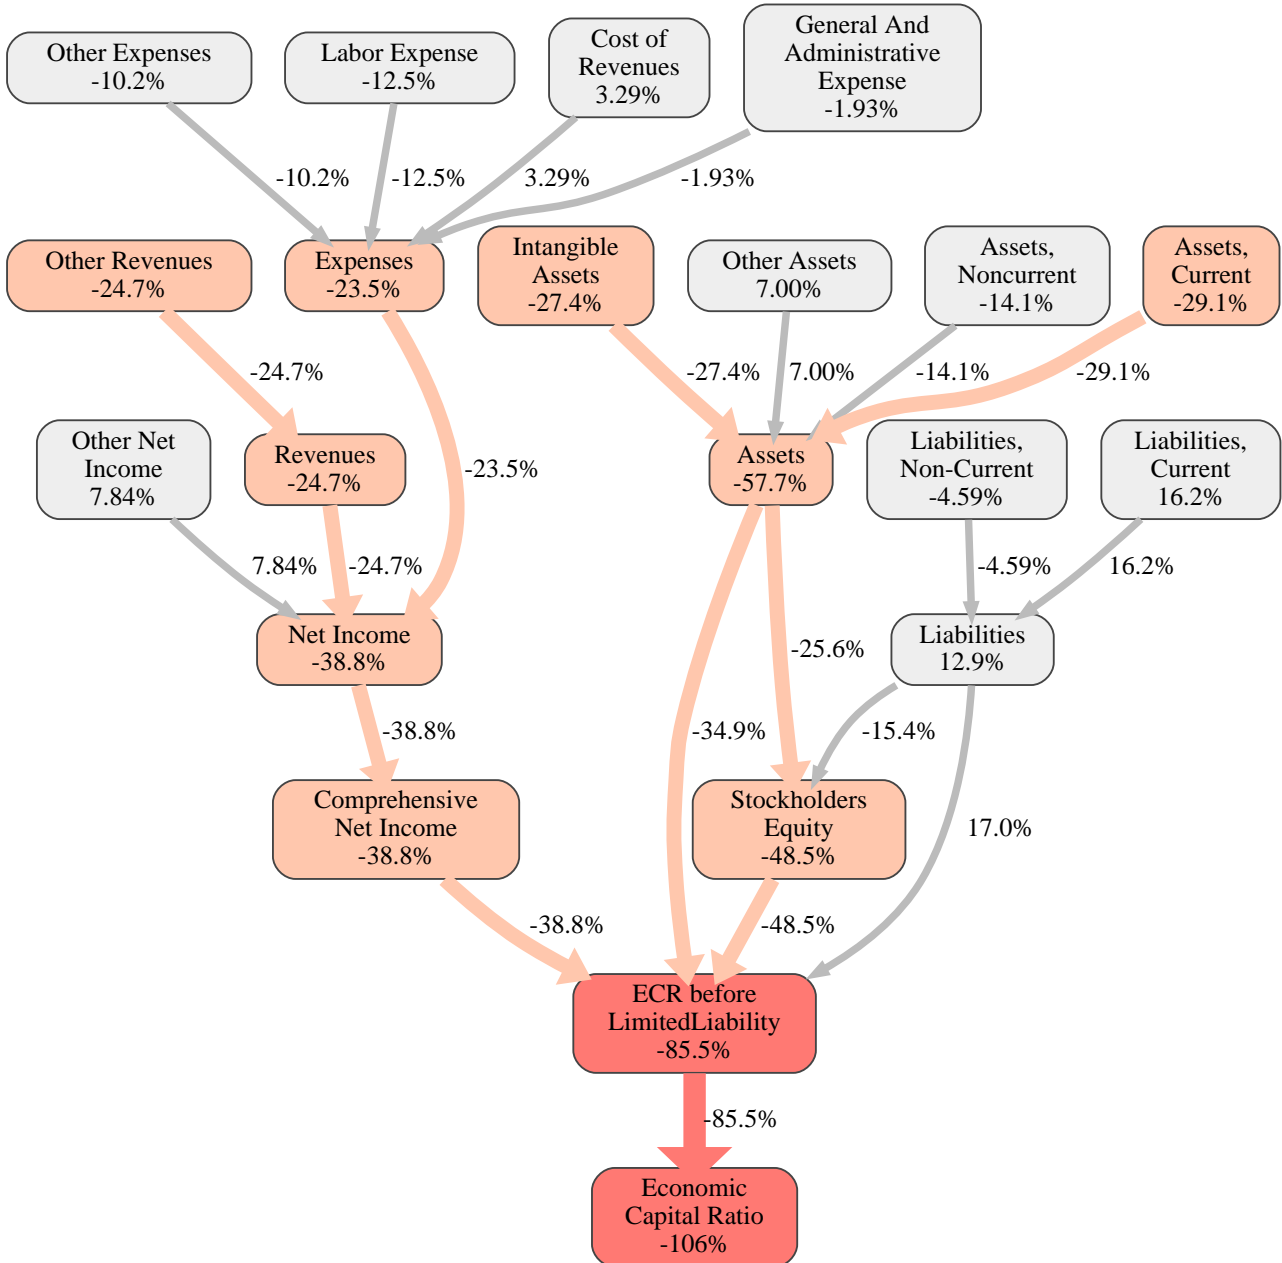 Other Expenses
-10.2%
Labor Expense
-12.5%
Cost of
Revenues
3.29%
General And
Administrative
Expense
-1.93%
-10.2%
-12.5%
3.29%
-1.93%
Other Revenues
-24.7%
Expenses
-23.5%
Intangible
Assets
-27.4%
Other Assets
7.00%
Assets,
Noncurrent
-14.1%
Assets,
Current
-29.1%
-24.7%
-27.4%
7.00%
-14.1%
-29.1%
Other Net
Income
7.84%
Revenues
-24.7%
-23.5%
Assets
-57.7%
Liabilities,
Non-Current
-4.59%
Liabilities,
Current
16.2%
7.84%
-24.7%
-4.59%
16.2%
Net Income
-38.8%
-25.6%
Liabilities
12.9%
-38.8%
-34.9%
-15.4%
Comprehensive
Net Income
-38.8%
Stockholders
Equity
-48.5%
17.0%
-38.8%
-48.5%
ECR before
LimitedLiability
-85.5%
-85.5%
Economic
Capital Ratio
-106%